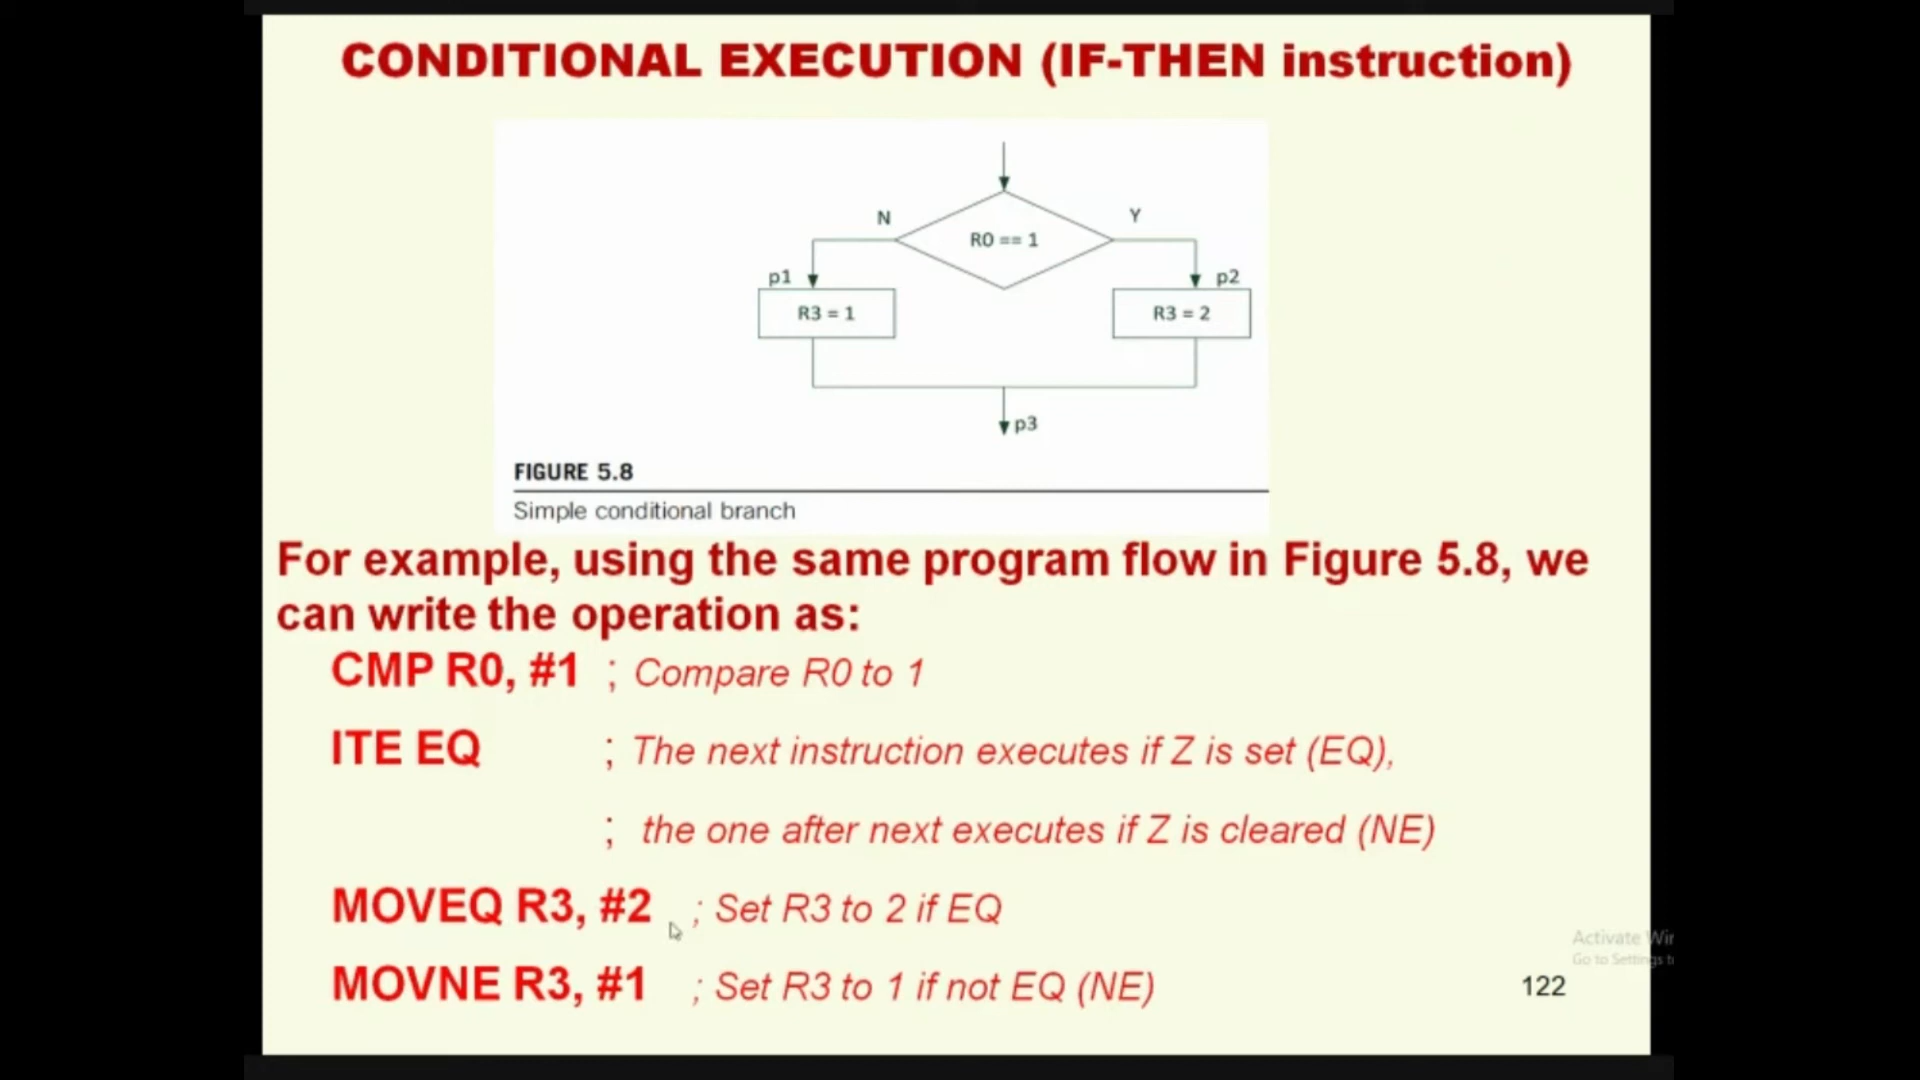 CONDITIONAL EXECUTION (IF-THEN instruction)
N
Y
R0 == 1
p1
p2
R3 = 1
R3 = 2
p3
FIGURE 5.8
Simple conditional branch
For example, using the same program flow in Figure 5.8, we
can write the operation as:
CMP R0, #1 ; Compare R0 to 1
ITE EQ ; The next instruction executes if Z is set (EQ),
; the one after next executes if Z is cleared (NE)
MOVEQ R3, #2 ; Set R3 to 2 if EQ
MOVNE R3, #1 ; Set R3 to 1 if not EQ (NE)
Activate
Go to Settings
122